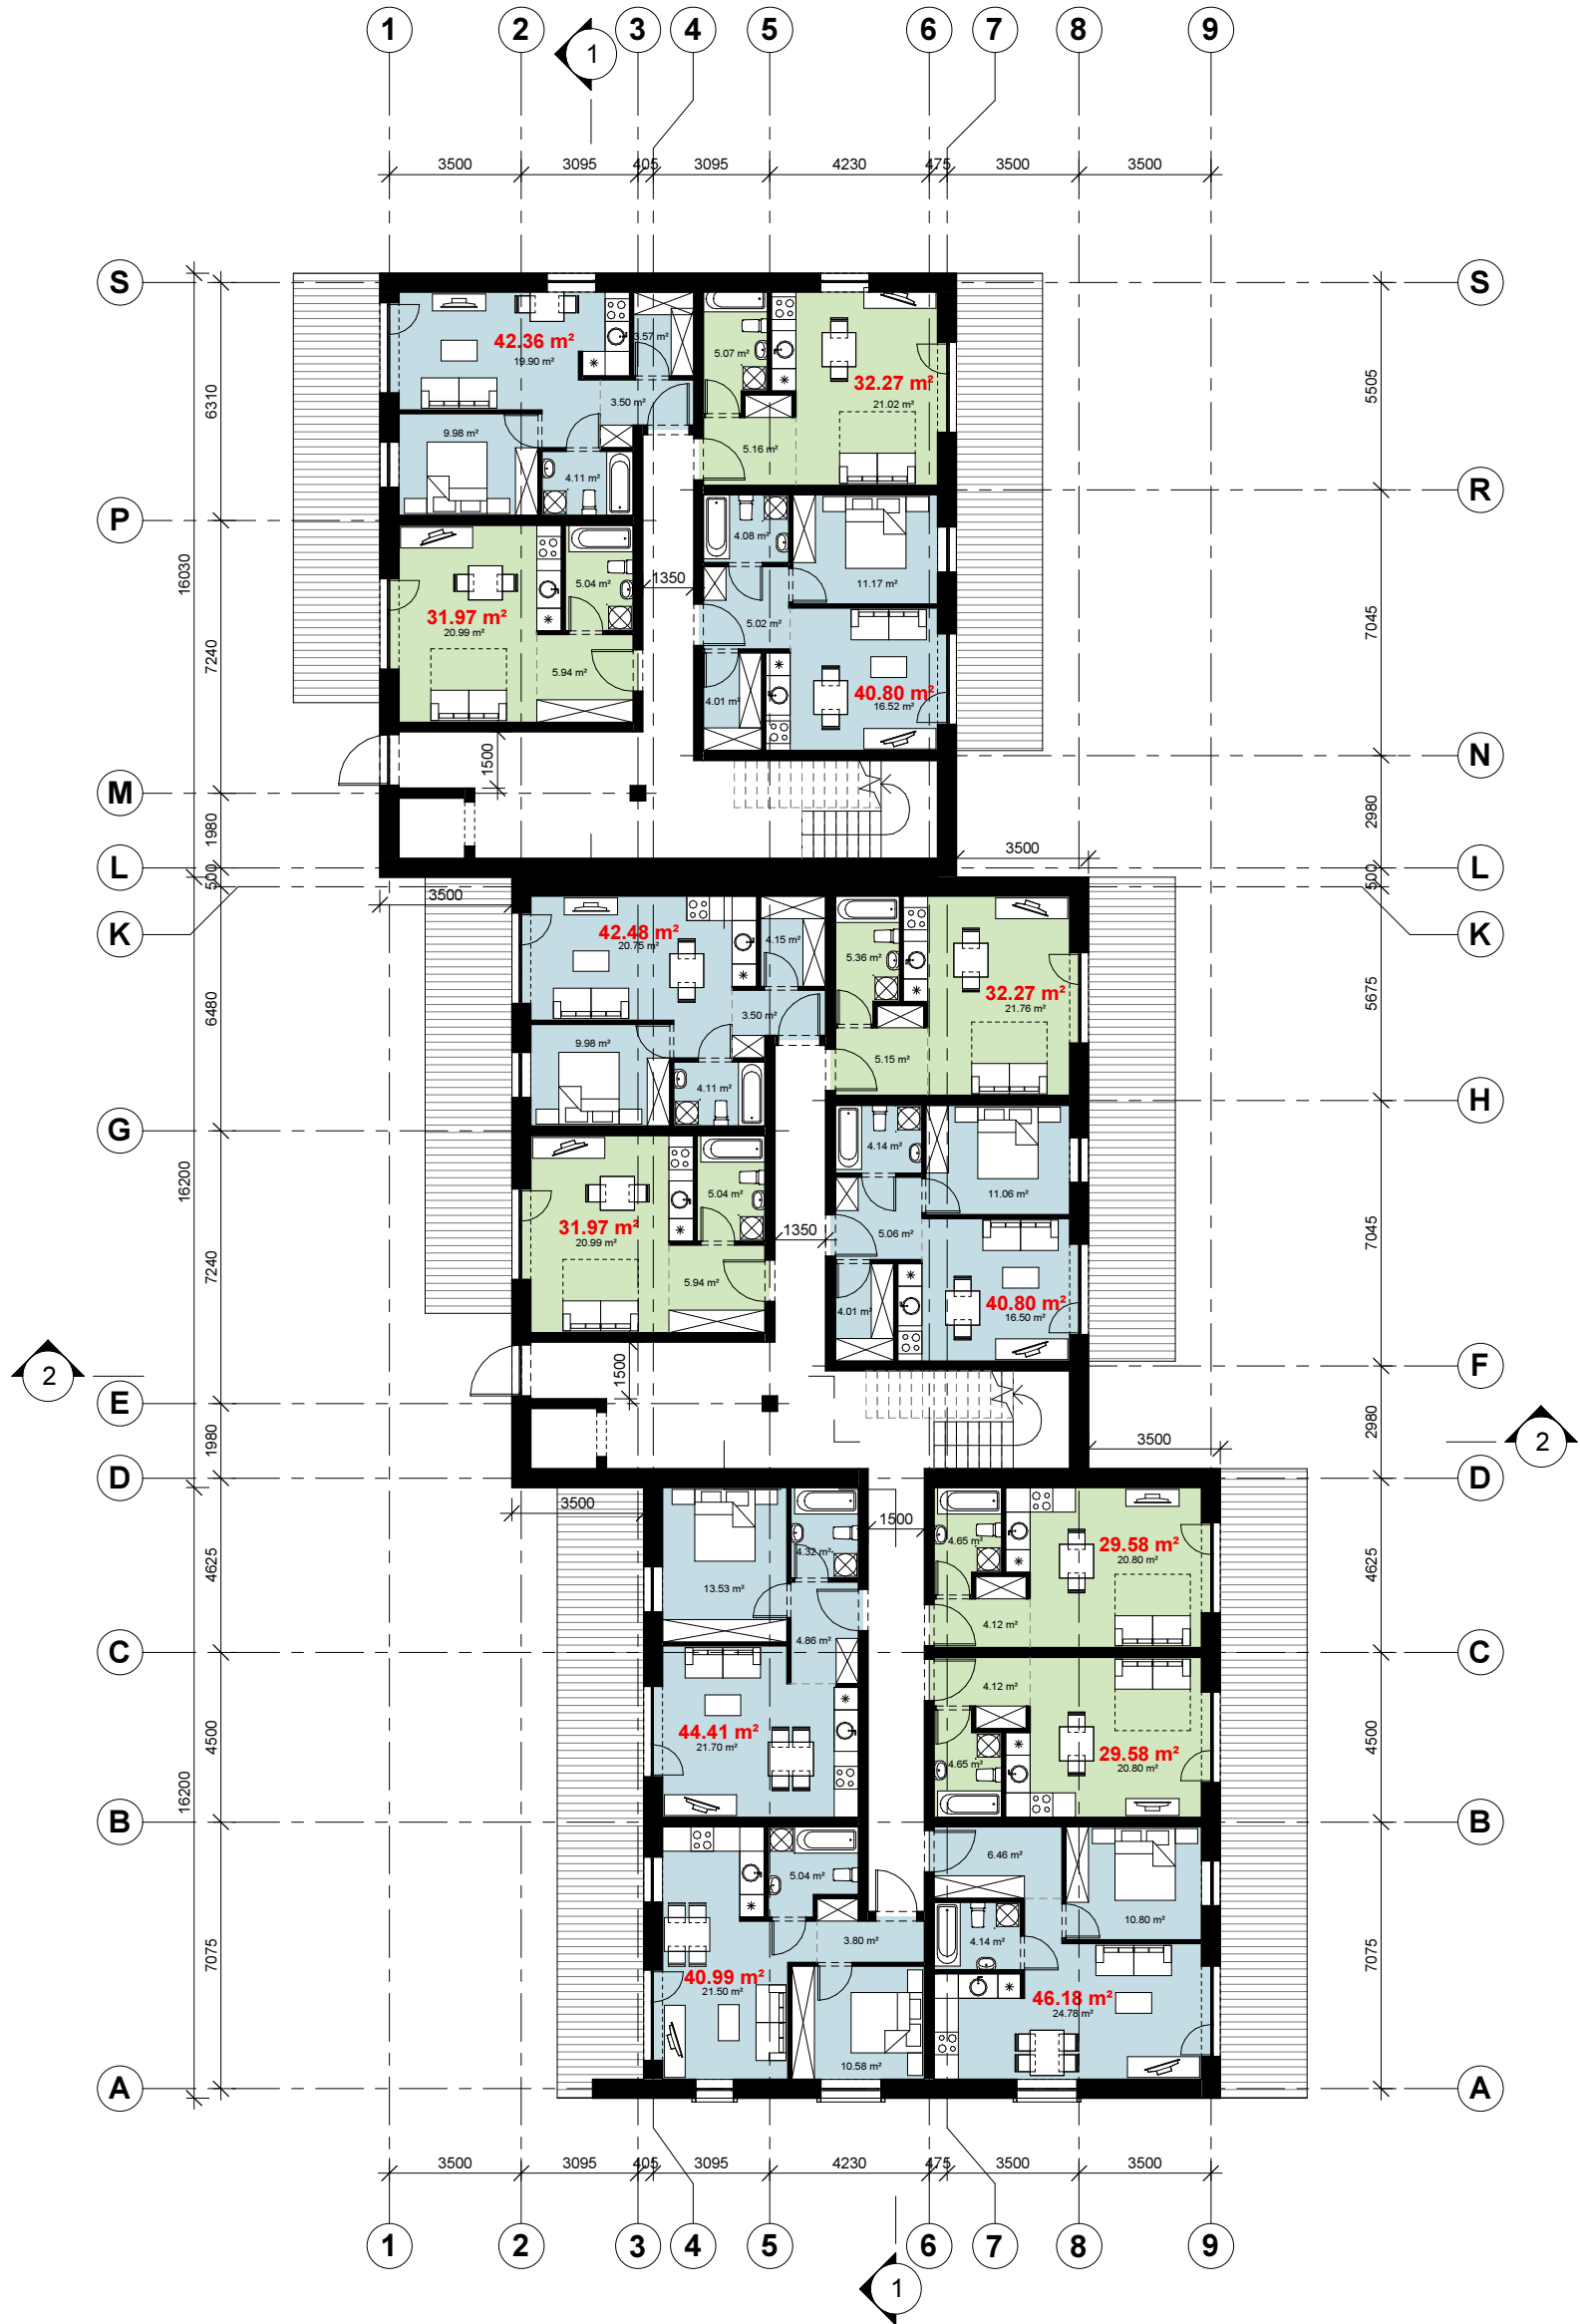 1 2 3 4 5 6 7 8 9
1
3500 3095 405 3095 4230 475 3500 3500
S S
42.36 m²
19.90 m²
3.57 m²
5.07 m²
32.27 m²
21.02 m²
6310
5505
3.50 m²
9.98 m²
5.16 m²
4.11 m²
R
P
4.08 m²
16030
11.17 m²
5.04 m²
1350
31.97 m²
20.99 m²
5.02 m²
7045
7240
5.94 m²
4.01 m²
40.80 m²
16.52 m²
1500
N
M
1980
2980
3500
L L
500 500
3500
K K
42.48 m²
20.75 m²
4.15 m²
5.36 m²
32.27 m²
21.76 m²
6480
5675
3.50 m²
9.98 m²
5.15 m²
4.11 m²
H
G
4.14 m²
16200
11.06 m²
5.04 m²
31.97 m²
20.99 m²
1350
5.06 m²
7045
7240
5.94 m²
4.01 m²
40.80 m²
16.50 m²
1500
F
2
E
1980
2980
3500
2
D D
3500
1500
4625
4.32 m²
4.65 m²
29.58 m²
20.80 m²
4625
13.53 m²
4.12 m²
4.86 m²
C C
4.12 m²
44.41 m²
21.70 m²
4500
4.65 m²
29.58 m²
20.80 m²
4500
16200
B B
6.46 m²
5.04 m²
10.80 m²
3.80 m²
4.14 m²
7075
7075
40.99 m²
21.50 m²
46.18 m²
24.78 m²
10.58 m²
A A
3500 3095 405 3095 4230 475 3500 3500
1 2 3 4 5 6 7 8 9
1